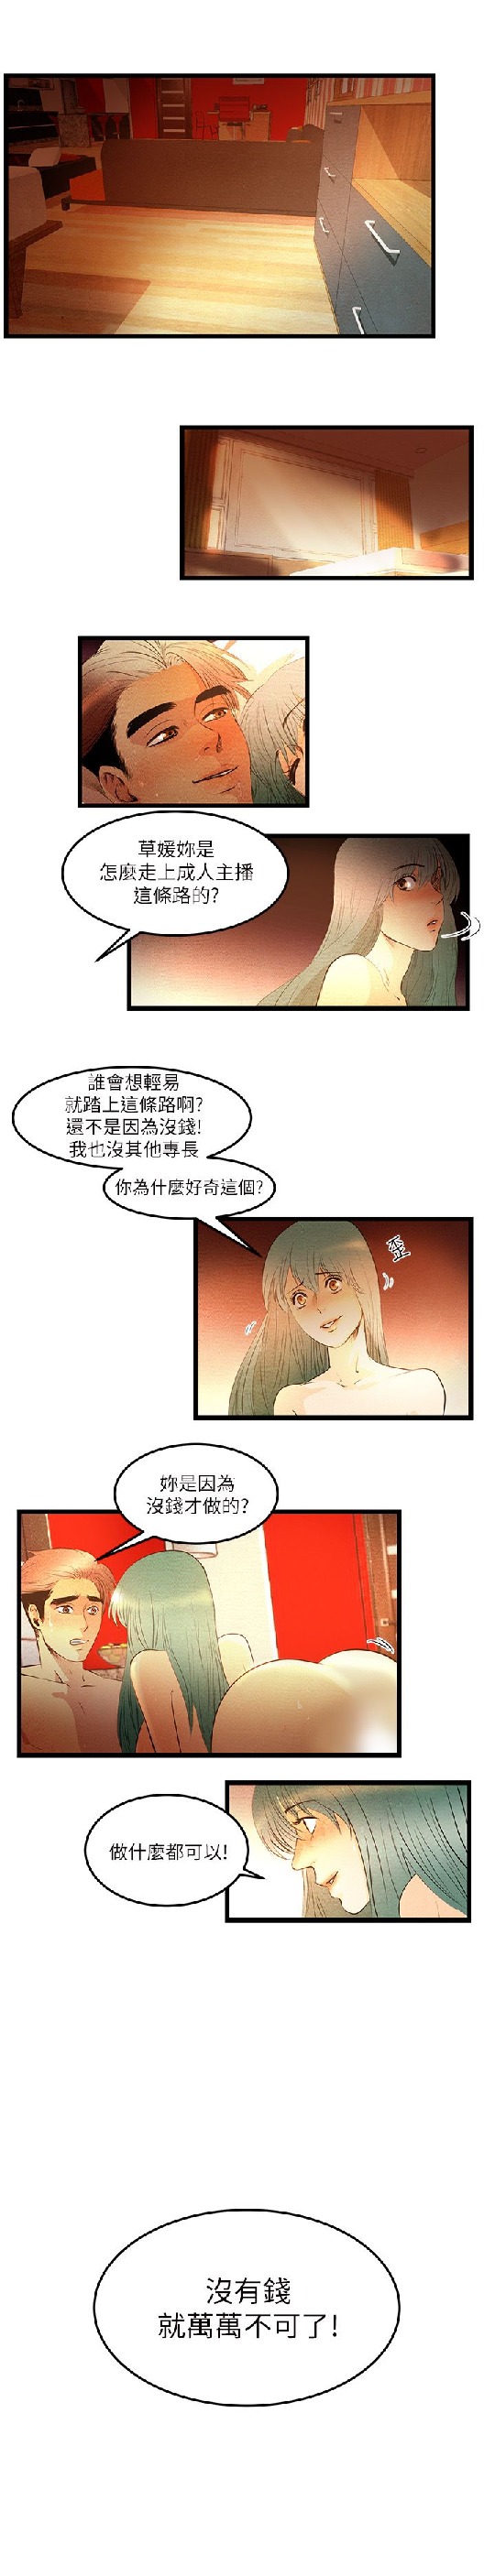 草媛妳是
怎麼走上成人主播
這條路的?
誰會想輕易
就踏上這條路啊?
還不是因為沒錢!
我也沒其他專長
你為什麼好奇這個?
歪
妳是因為
沒錢才做的?
做什麼都可以!
沒有錢
就萬萬不可了!